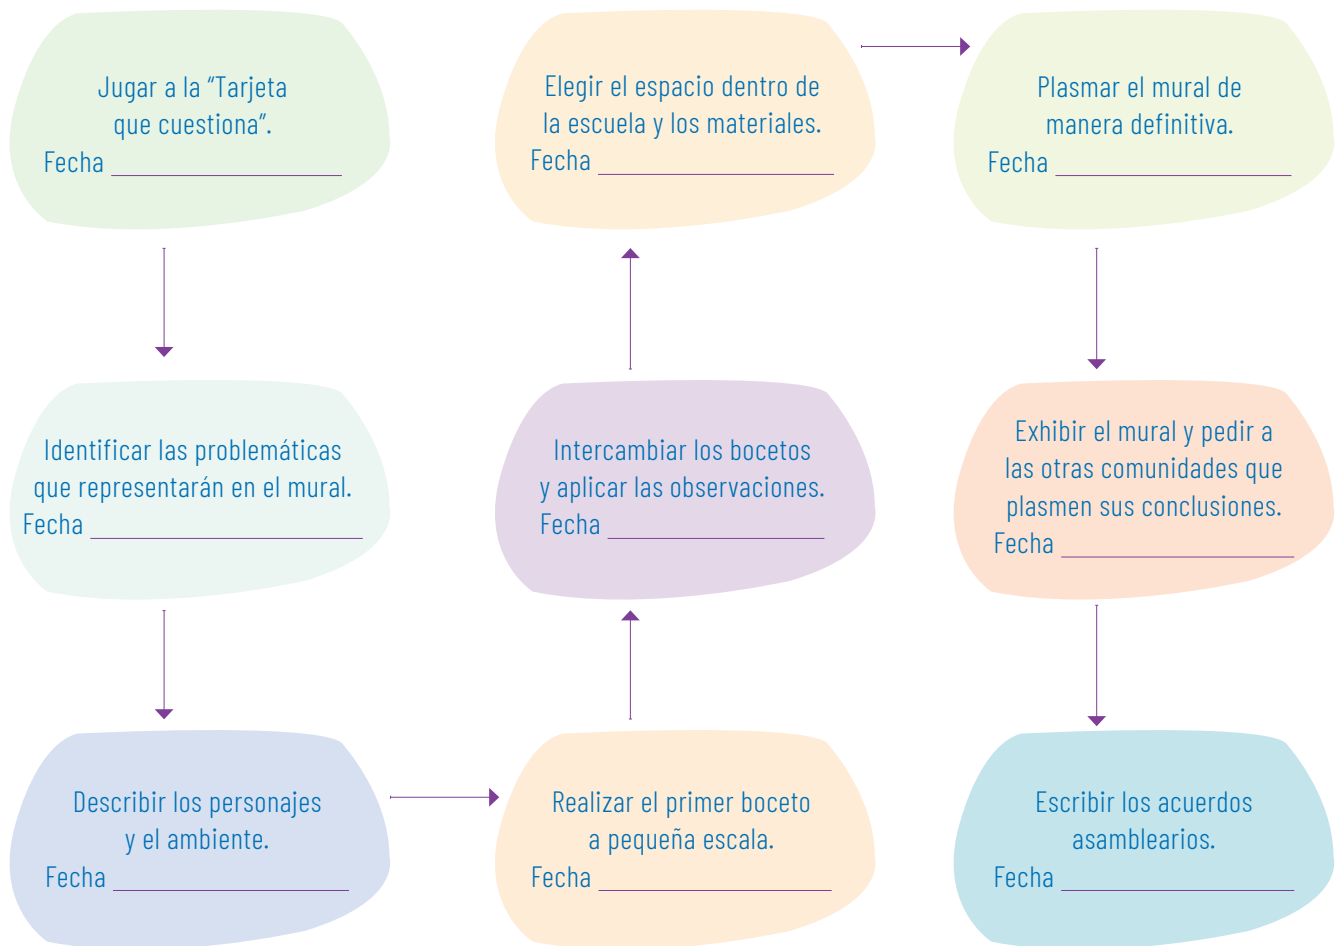 Jugar a la “Tarjeta
que cuestiona”.
Fecha
Identificar las problemáticas
que representarán en el mural.
Fecha
Describir los personajes
y el ambiente.
Fecha
Realizar el primer boceto
a pequeña escala.
Fecha
Intercambiar los bocetos
y aplicar las observaciones.
Fecha
Elegir el espacio dentro de
la escuela y los materiales.
Fecha
Plasmar el mural de
manera definitiva.
Fecha
Exhibir el mural y pedir a
las otras comunidades que
plasmen sus conclusiones.
Fecha
Escribir los acuerdos
asamblearios.
Fecha